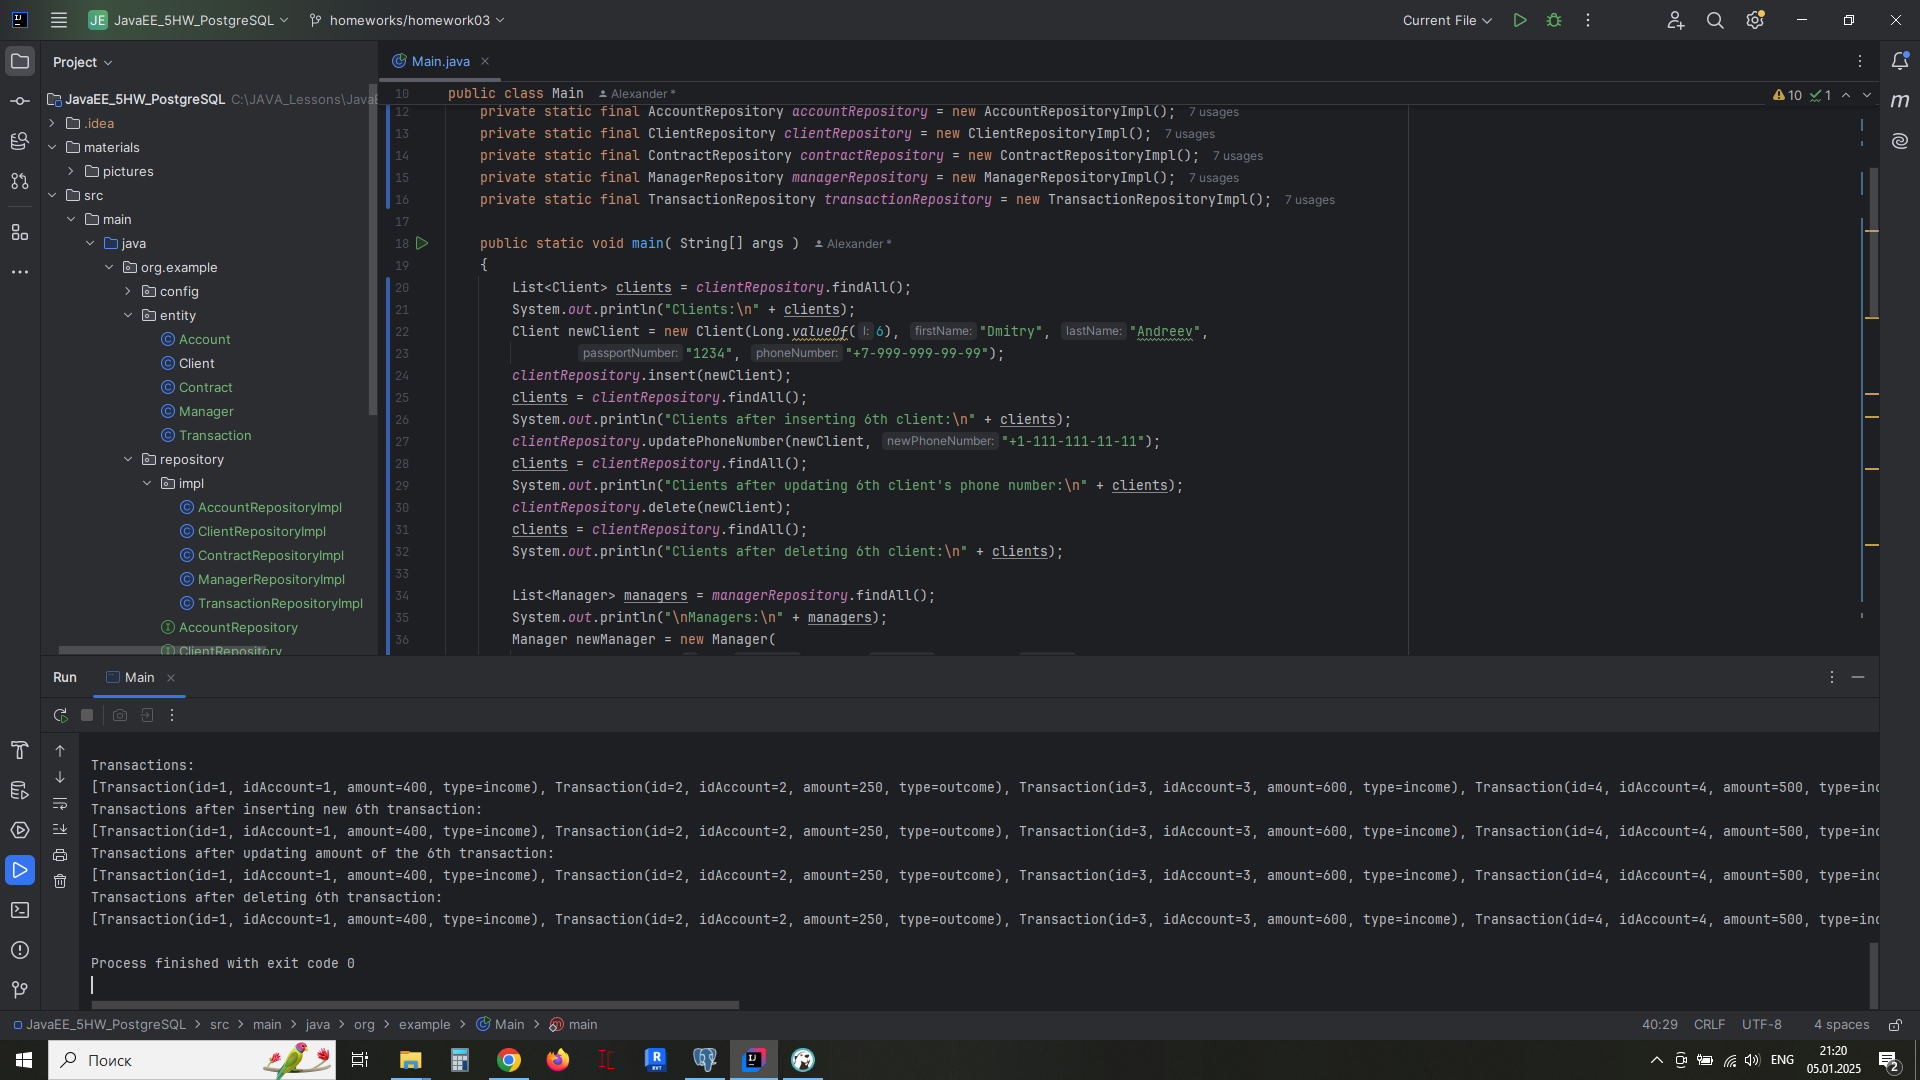 JE JavaEE_5HW_PostgreSQL homeworks/homework03 Current File
Project
JavaEE_5HW_PostgreSQL C:\JAVA_Lessons\JavaE
.idea
materials
pictures
src
main
java
org.example
config
entity
Account
Client
Contract
Manager
Transaction
repository
impl
AccountRepositoryImpl
ClientRepositoryImpl
ContractRepositoryImpl
ManagerRepositoryImpl
TransactionRepositoryImpl
AccountRepository
ClientRepository
Main.java
10 public class Main Alexander * 10 1
12 private static final AccountRepository accountRepository = new AccountRepositoryImpl(); 7 usages
13 private static final ClientRepository clientRepository = new ClientRepositoryImpl(); 7 usages
14 private static final ContractRepository contractRepository = new ContractRepositoryImpl(); 7 usages
15 private static final ManagerRepository managerRepository = new ManagerRepositoryImpl(); 7 usages
16 private static final TransactionRepository transactionRepository = new TransactionRepositoryImpl(); 7 usages
17
18 public static void main( String[] args ) Alexander *
19 {
20 List<Client> clients = clientRepository.findAll();
21 System.out.println("Clients:\n" + clients);
22 Client newClient = new Client(Long.valueOf( l: 6), firstName: "Dmitry", lastName: "Andreev",
23 passportNumber: "1234", phoneNumber: "+7-999-999-99-99");
24 clientRepository.insert(newClient);
25 clients = clientRepository.findAll();
26 System.out.println("Clients after inserting 6th client:\n" + clients);
27 clientRepository.updatePhoneNumber(newClient, newPhoneNumber: "+1-111-111-11-11");
28 clients = clientRepository.findAll();
29 System.out.println("Clients after updating 6th client's phone number:\n" + clients);
30 clientRepository.delete(newClient);
31 clients = clientRepository.findAll();
32 System.out.println("Clients after deleting 6th client:\n" + clients);
33
34 List<Manager> managers = managerRepository.findAll();
35 System.out.println("\nManagers:\n" + managers);
36 Manager newManager = new Manager(
Run Main
Transactions:
[Transaction(id=1, idAccount=1, amount=400, type=income), Transaction(id=2, idAccount=2, amount=250, type=outcome), Transaction(id=3, idAccount=3, amount=600, type=income), Transaction(id=4, idAccount=4, amount=500, type=inc
Transactions after inserting new 6th transaction:
[Transaction(id=1, idAccount=1, amount=400, type=income), Transaction(id=2, idAccount=2, amount=250, type=outcome), Transaction(id=3, idAccount=3, amount=600, type=income), Transaction(id=4, idAccount=4, amount=500, type=inc
Transactions after updating amount of the 6th transaction:
[Transaction(id=1, idAccount=1, amount=400, type=income), Transaction(id=2, idAccount=2, amount=250, type=outcome), Transaction(id=3, idAccount=3, amount=600, type=income), Transaction(id=4, idAccount=4, amount=500, type=inc
Transactions after deleting 6th transaction:
[Transaction(id=1, idAccount=1, amount=400, type=income), Transaction(id=2, idAccount=2, amount=250, type=outcome), Transaction(id=3, idAccount=3, amount=600, type=income), Transaction(id=4, idAccount=4, amount=500, type=inc
Process finished with exit code 0
JavaEE_5HW_PostgreSQL > src > main > java > org > example > Main > main 40:29 CRLF UTF-8 4 spaces
Поиск ENG 21:20
05.01.2025 2